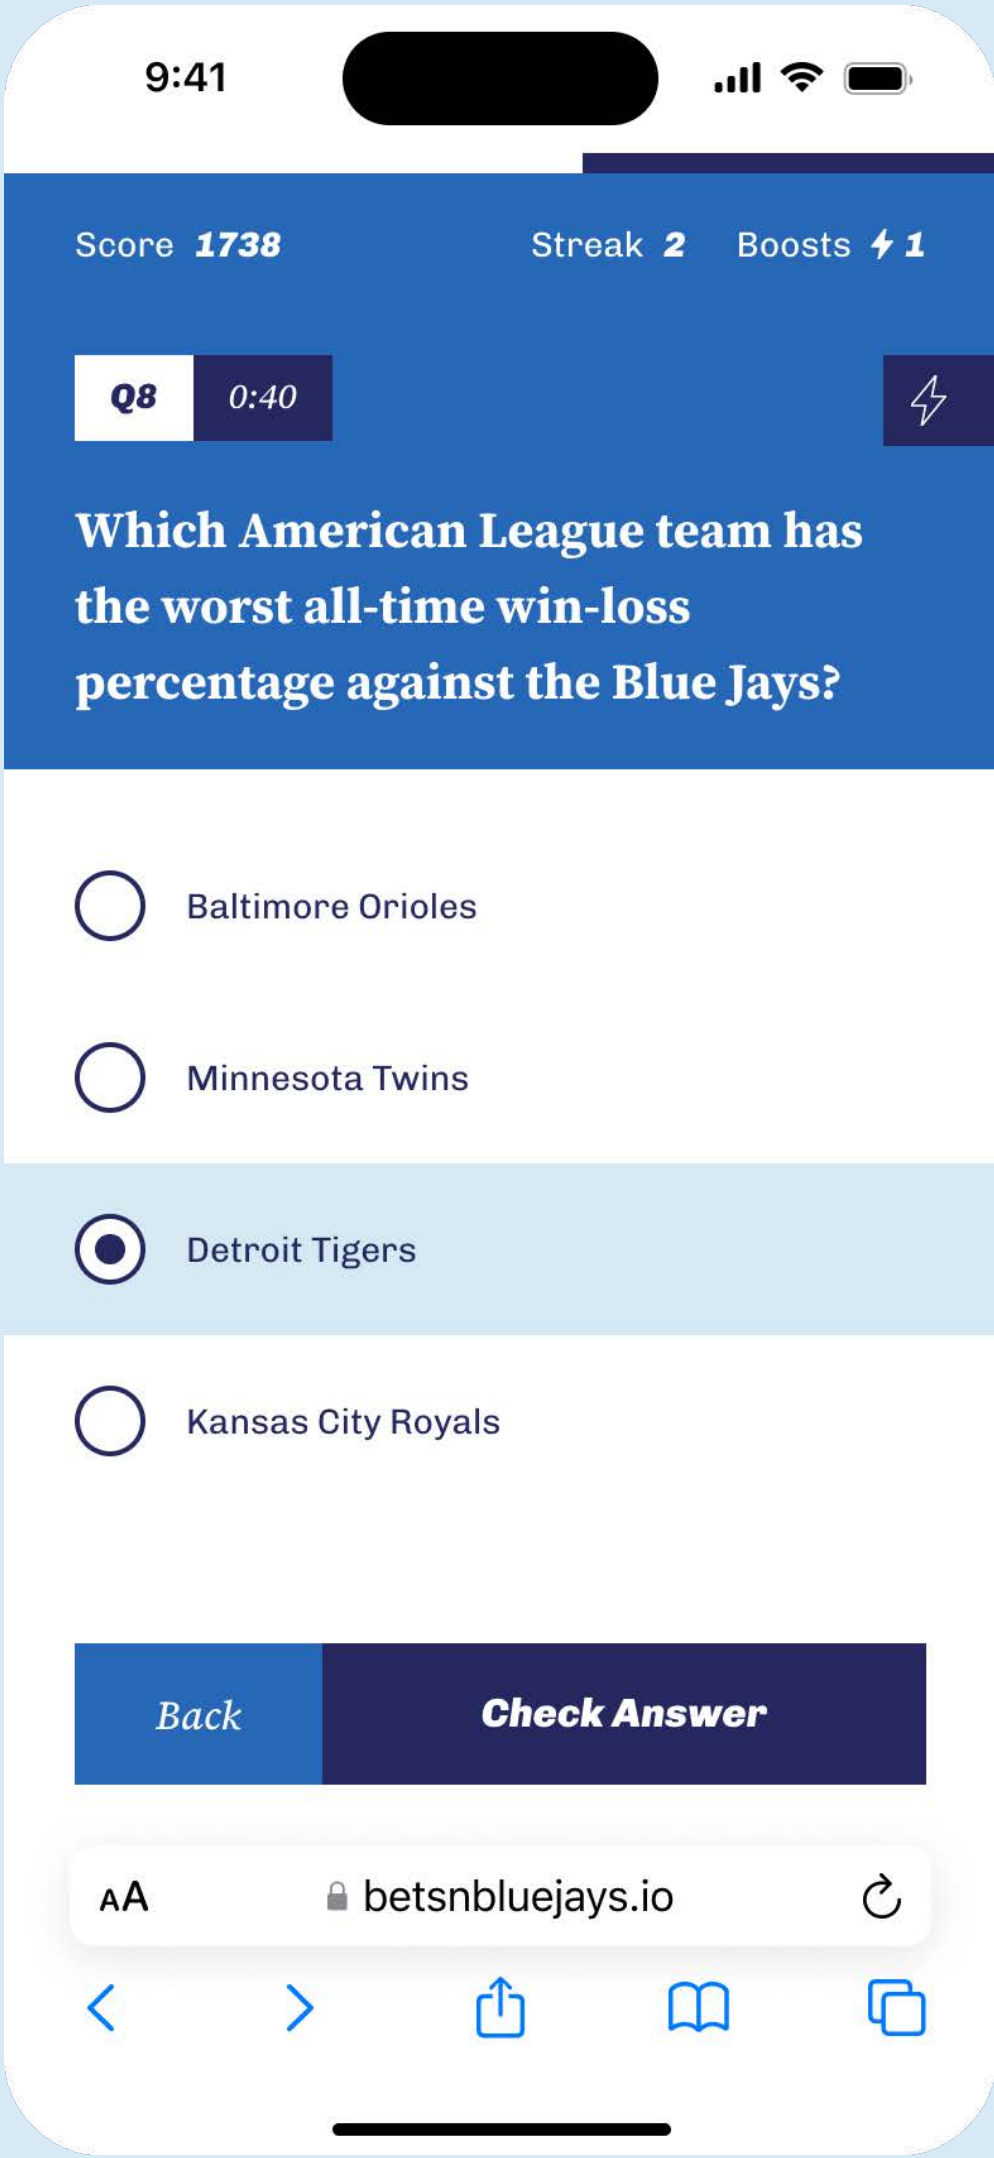 9:41
Score 1738 Streak 2 Boosts 1
Q8 0:40
Which American League team has
the worst all-time win-loss
percentage against the Blue Jays?
Baltimore Orioles
Minnesota Twins
Detroit Tigers
Kansas City Royals
Back Check Answer
AA betsnbluejays.io